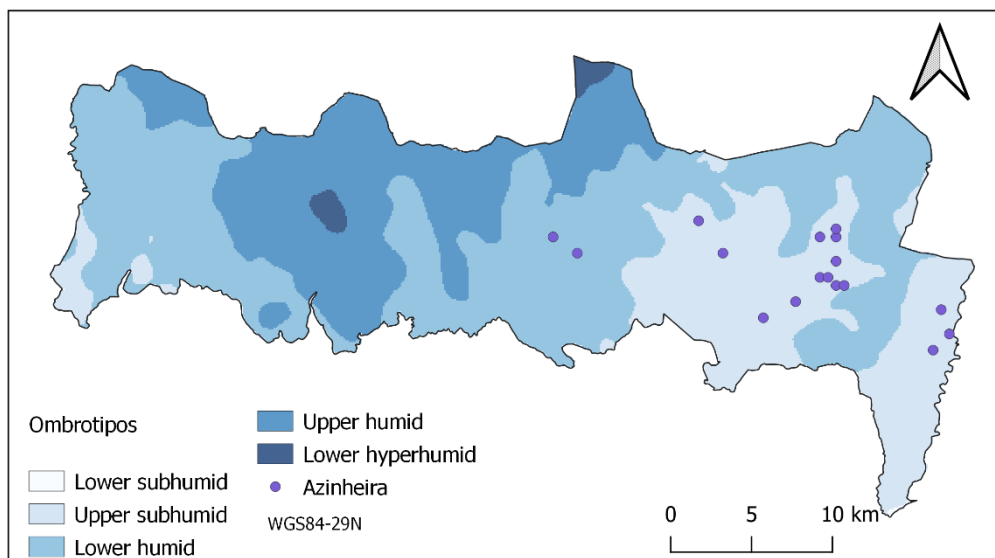 Ombrotipos
Lower subhumid
Upper subhumid
Lower humid
Upper humid
Lower hyperhumid
Azinheira
WGS84-29N
0 5 10 km